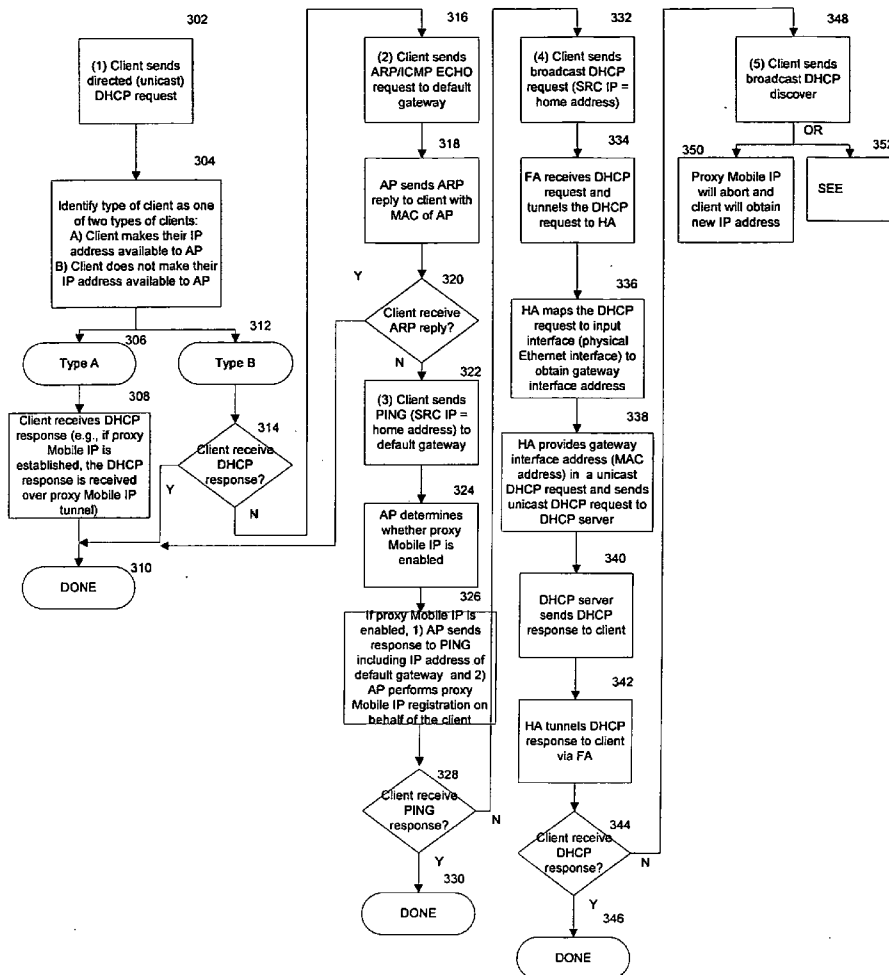 302
(1) Client sends
directed (unicast)
DHCP request
304
Identify type of client as one
of two types of clients:
A) Client makes their IP
address available to AP
B) Client does not make their
IP address available to AP
306
312
Type A
Type B
308
Client receives DHCP
response (e.g., if proxy
Mobile IP is
established, the DHCP
response is received
over proxy Mobile IP
tunnel)
314
Client receive
DHCP
response?
Y
N
310
DONE
316
(2) Client sends
ARP/ICMP ECHO
request to default
gateway
318
AP sends ARP
reply to client with
MAC of AP
Y
320
Client receive
ARP reply?
N
322
(3) Client sends
PING (SRC IP =
home address) to
default gateway
324
AP determines
whether proxy
Mobile IP is
enabled
326
If proxy Mobile IP is
enabled, 1) AP sends
response to PING
including IP address of
default gateway and 2)
AP performs proxy
Mobile IP registration on
behalf of the client
328
Client receive
PING
response?
N
Y
330
DONE
332
(4) Client sends
broadcast DHCP
request (SRC IP =
home address)
334
FA receives DHCP
request and
tunnels the DHCP
request to HA
336
HA maps the DHCP
request to input
interface (physical
Ethernet interface) to
obtain gateway
interface address
338
HA provides gateway
interface address (MAC
address) in a unicast
DHCP request and sends
unicast DHCP request to
DHCP server
340
DHCP server
sends DHCP
response to client
342
HA tunnels DHCP
response to client
via FA
344
Client receive
DHCP
response?
N
Y
346
DONE
348
(5) Client sends
broadcast DHCP
discover
OR
350
352
Proxy Mobile IP
will abort and
client will obtain
new IP address
SEE